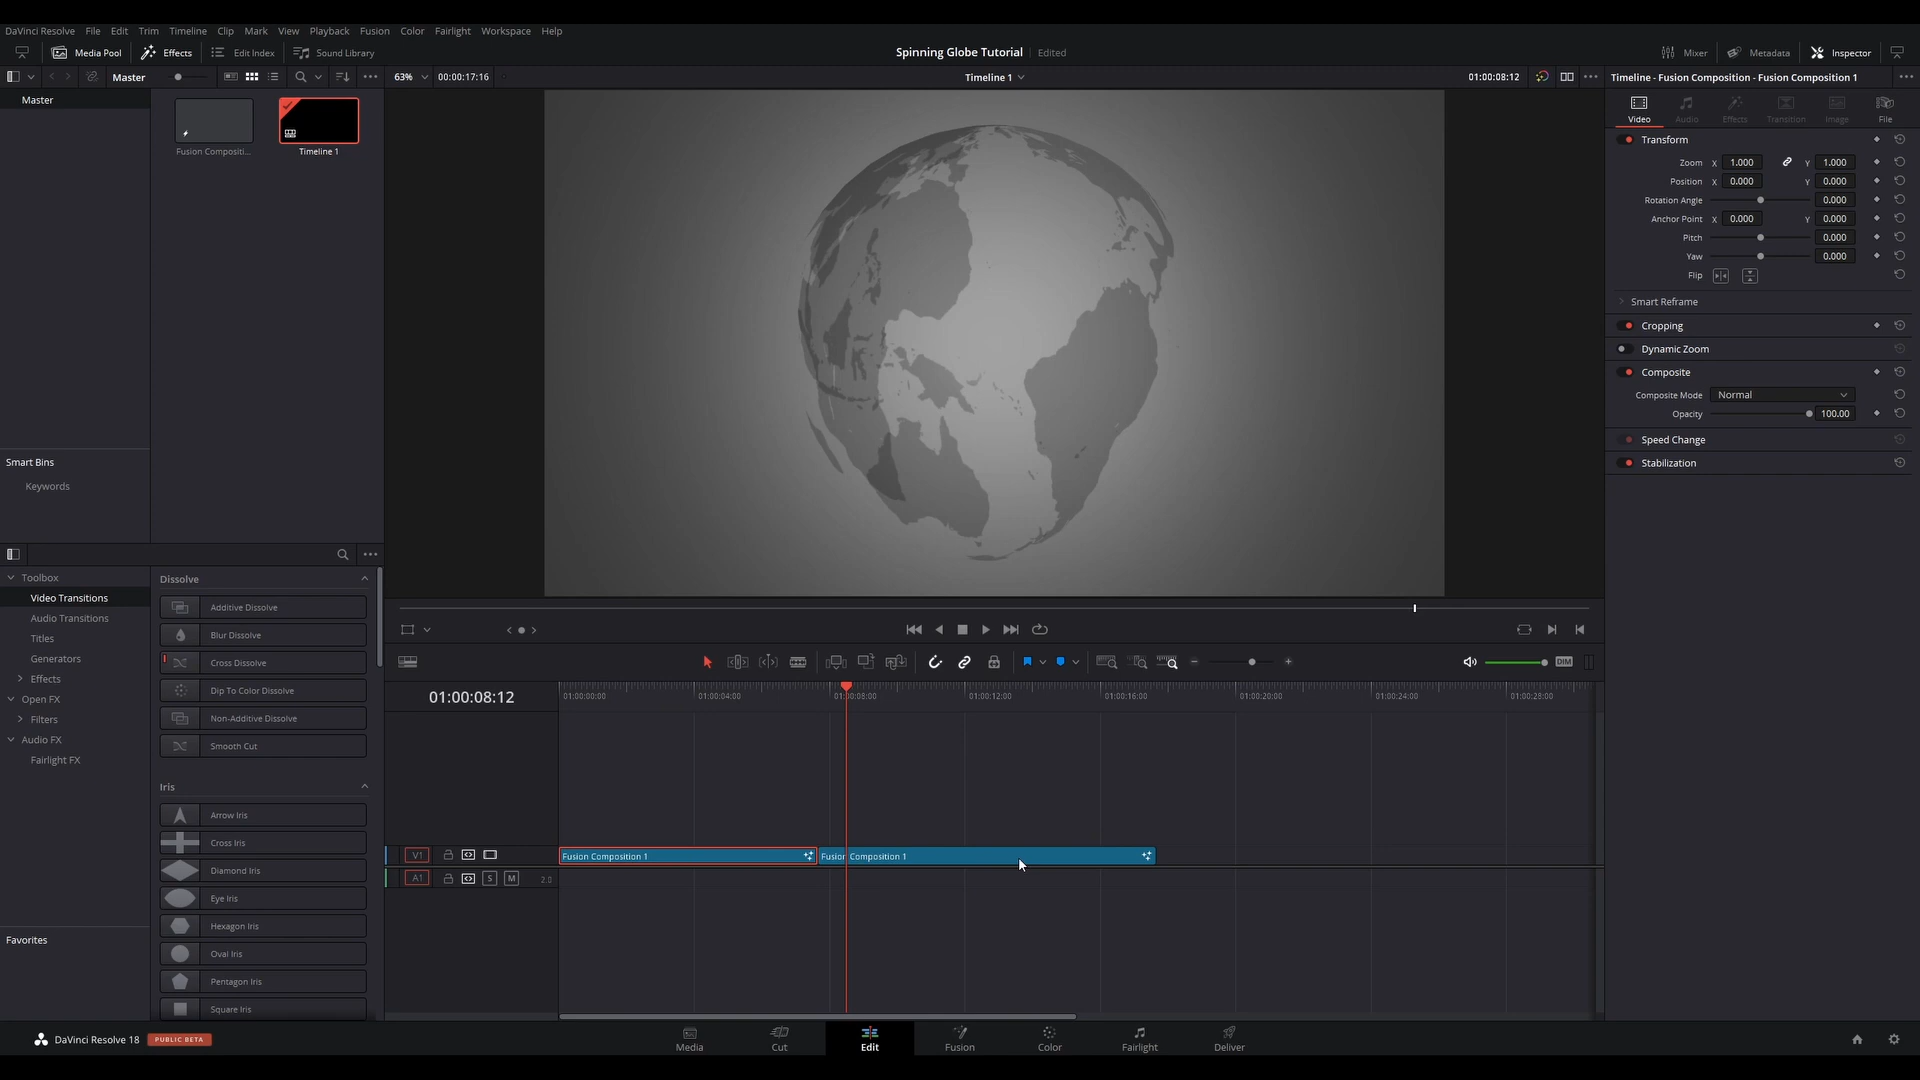 DaVinci Resolve File Edit Trim Timeline Clip Mark View Playback Fusion Color Fairlight Workspace Help
Media Pool Effects Edit Index Sound Library Spinning Globe Tutorial Edited Mixer Metadata Inspector
Master 63% 00:00:17:16 Timeline 1 01:00:08:12 Timeline - Fusion Composition - Fusion Composition 1
Master
Fusion Compositi... Timeline 1
Video Audio Effects Transition Image File
Transform
Zoom X 1.000 Y 1.000
Position X 0.000 Y 0.000
Rotation Angle 0.000
Anchor Point X 0.000 Y 0.000
Pitch 0.000
Yaw 0.000
Flip
Smart Reframe
Cropping
Dynamic Zoom
Composite
Composite Mode Normal
Opacity 100.00
Speed Change
Stabilization
Smart Bins
Keywords
Toolbox
Video Transitions
Audio Transitions
Titles
Generators
Effects
Open FX
Filters
Audio FX
Fairlight FX
Favorites
Dissolve
Additive Dissolve
Blur Dissolve
Cross Dissolve
Dip To Color Dissolve
Non-Additive Dissolve
Smooth Cut
Iris
Arrow Iris
Cross Iris
Diamond Iris
Eye Iris
Hexagon Iris
Oval Iris
Pentagon Iris
Square Iris
DIM
01:00:08:12 01:00:00:00 01:00:04:00 01:00:08:00 01:00:12:00 01:00:16:00 01:00:20:00 01:00:24:00 01:00:28:00
V1 Fusion Composition 1 Fusion Composition 1
A1 S M 2.0
DaVinci Resolve 18 PUBLIC BETA Media Cut Edit Fusion Color Fairlight Deliver